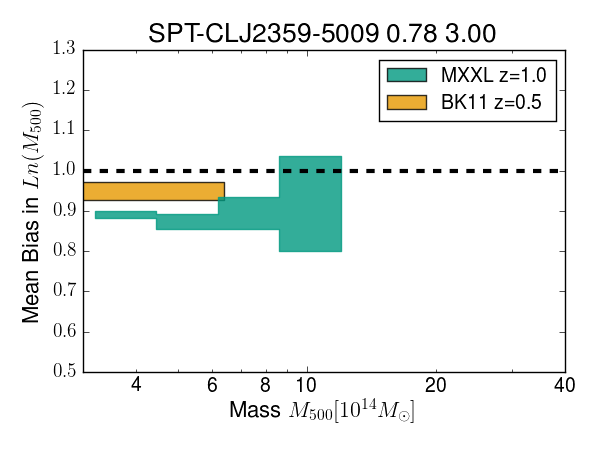 SPT-CLJ2359-5009 0.78 3.00
1.3
1.2
1.1
1.0
0.9
0.8
0.7
0.6
0.5
Mean Bias in Ln(M₅₀₀)
MXXL z=1.0
BK11 z=0.5
4 6 8 10 20 40
Mass M₅₀₀[10¹⁴M☉]